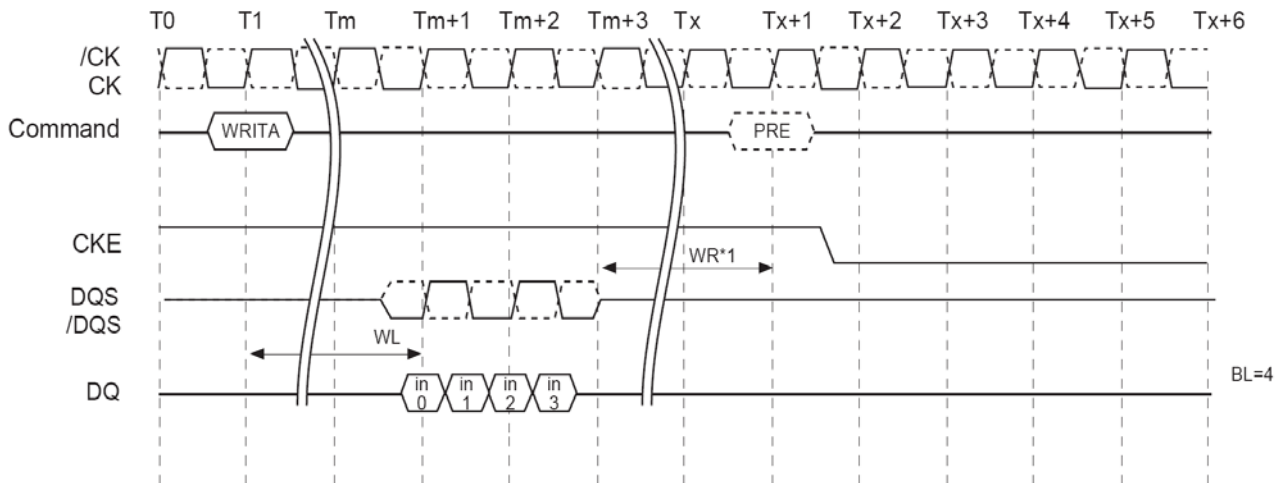 T0 T1 Tm Tm+1 Tm+2 Tm+3 Tx Tx+1 Tx+2 Tx+3 Tx+4 Tx+5 Tx+6
/CK
CK
Command WRITA PRE
CKE
WR*1
DQS
/DQS
WL
BL=4
DQ in 0 in 1 in 2 in 3